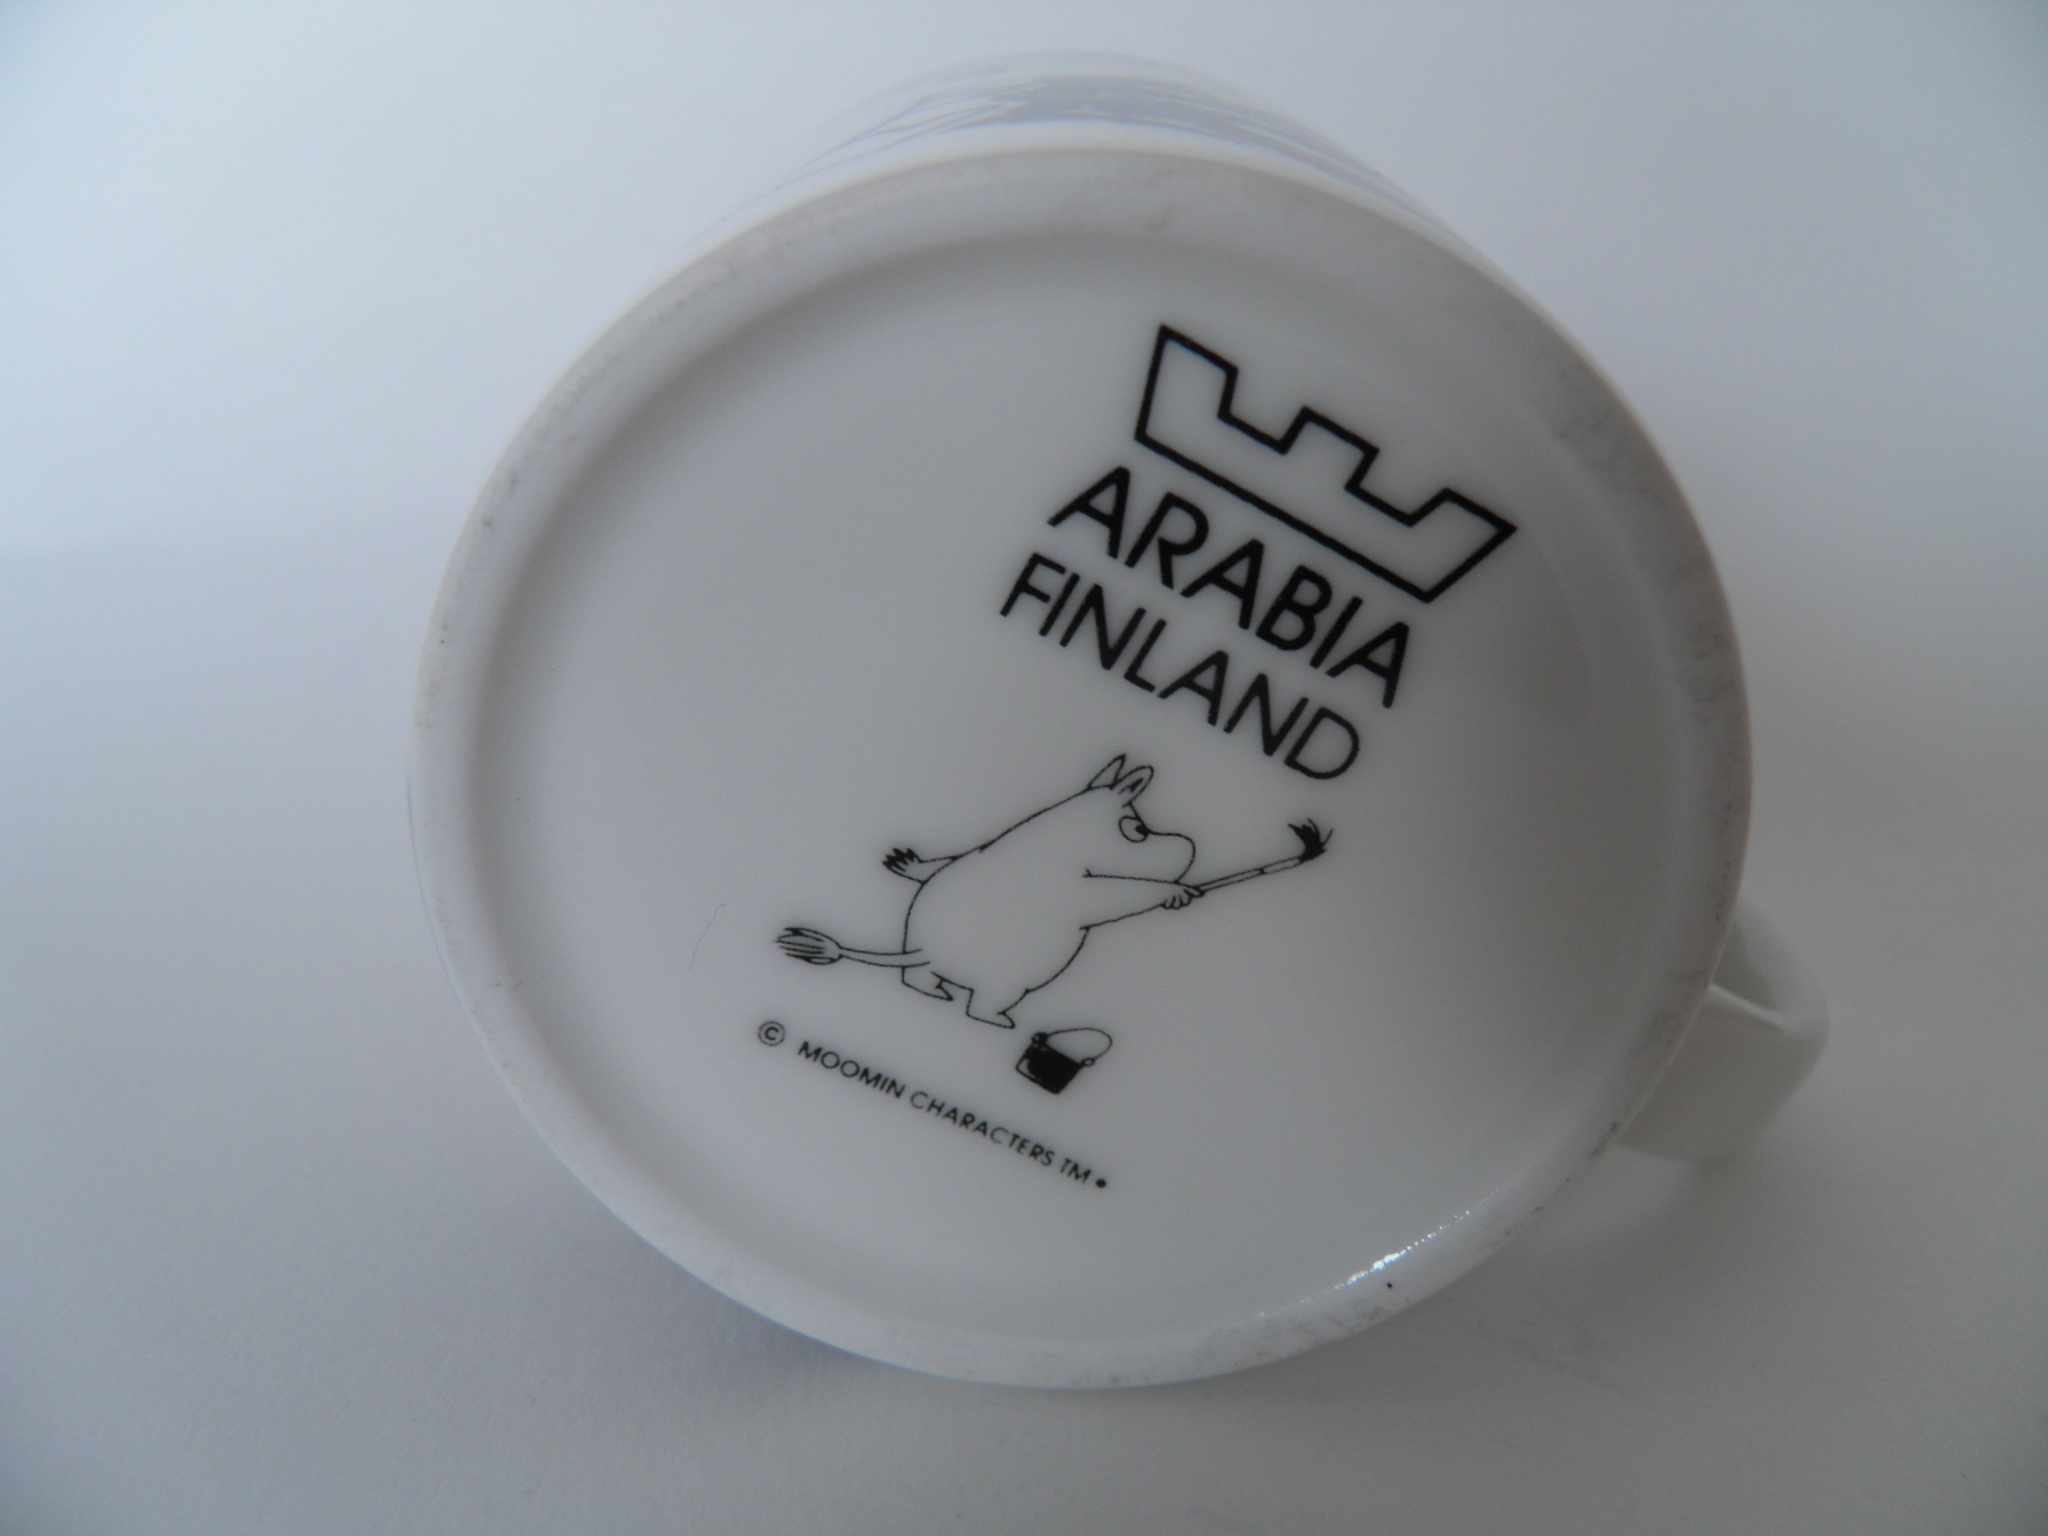 ARABIA
FINLAND
© MOOMIN CHARACTERS TM •